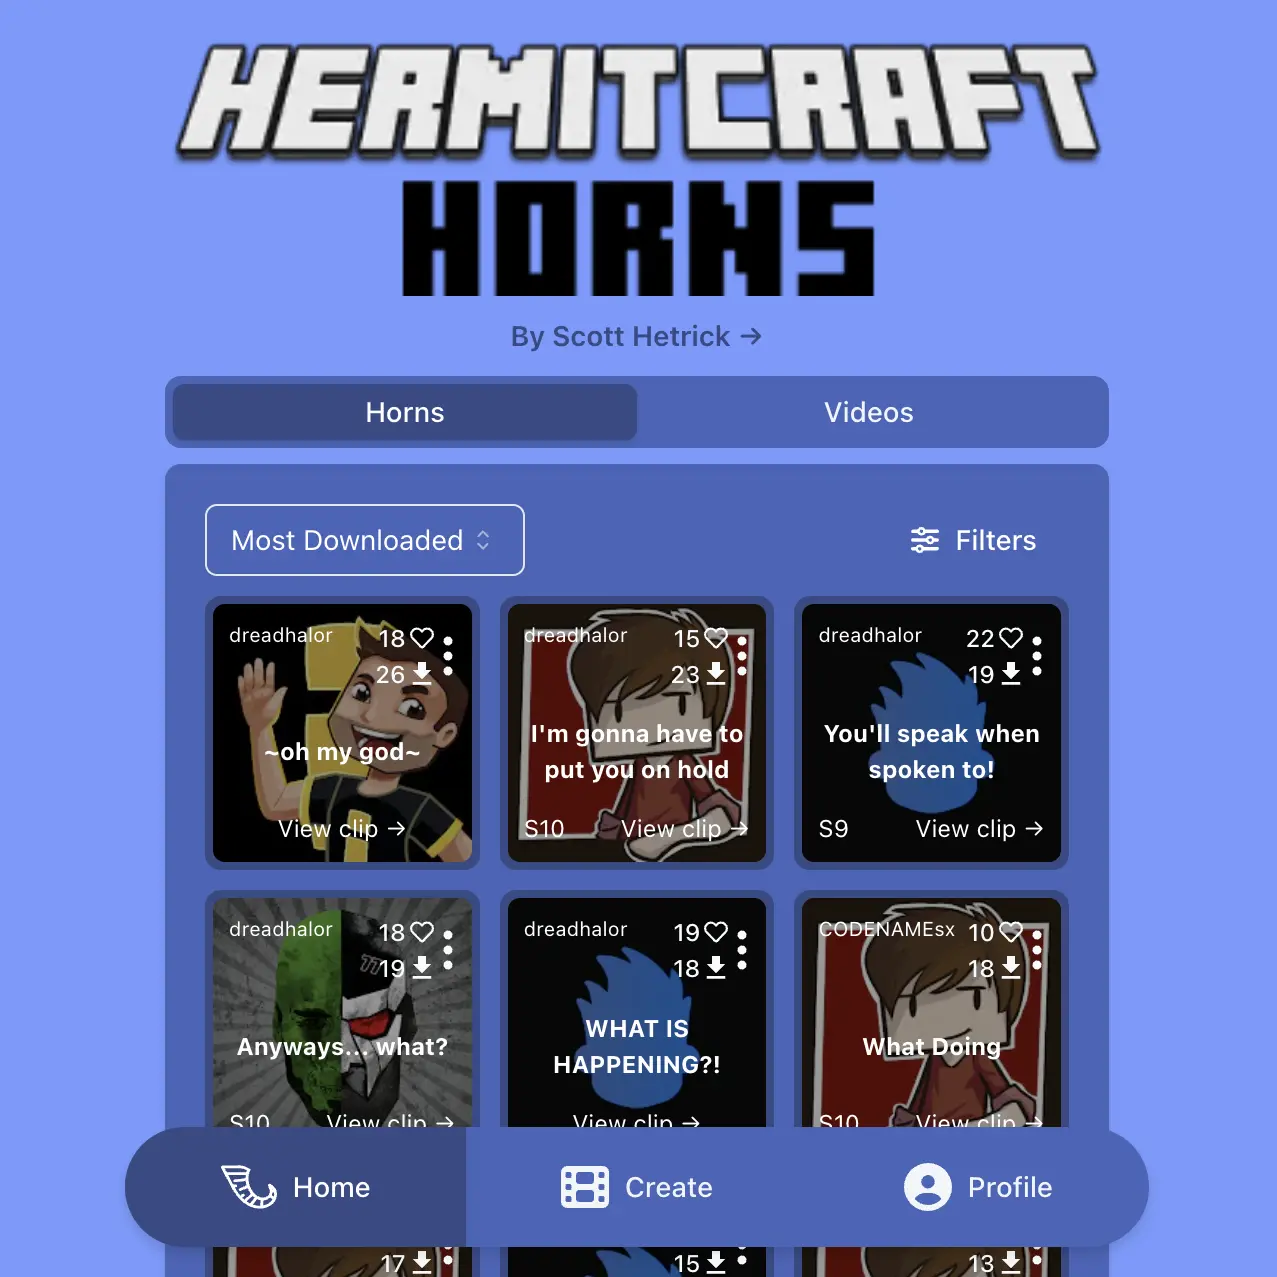 HERMITCRAFT
HORNS
By Scott Hetrick →
Horns
Videos
Most Downloaded
Filters
dreadhalor
18
26
~oh my god~
View clip →
dreadhalor
15
23
I'm gonna have to
put you on hold
S10
View clip →
dreadhalor
22
19
You'll speak when
spoken to!
S9
View clip →
dreadhalor
18
19
77
Anyways... what?
S10
View clip →
dreadhalor
19
18
WHAT IS
HAPPENING?!
View clip →
CODENAMEsx
10
18
What Doing
S10
View clip →
Home
Create
Profile
17
15
13